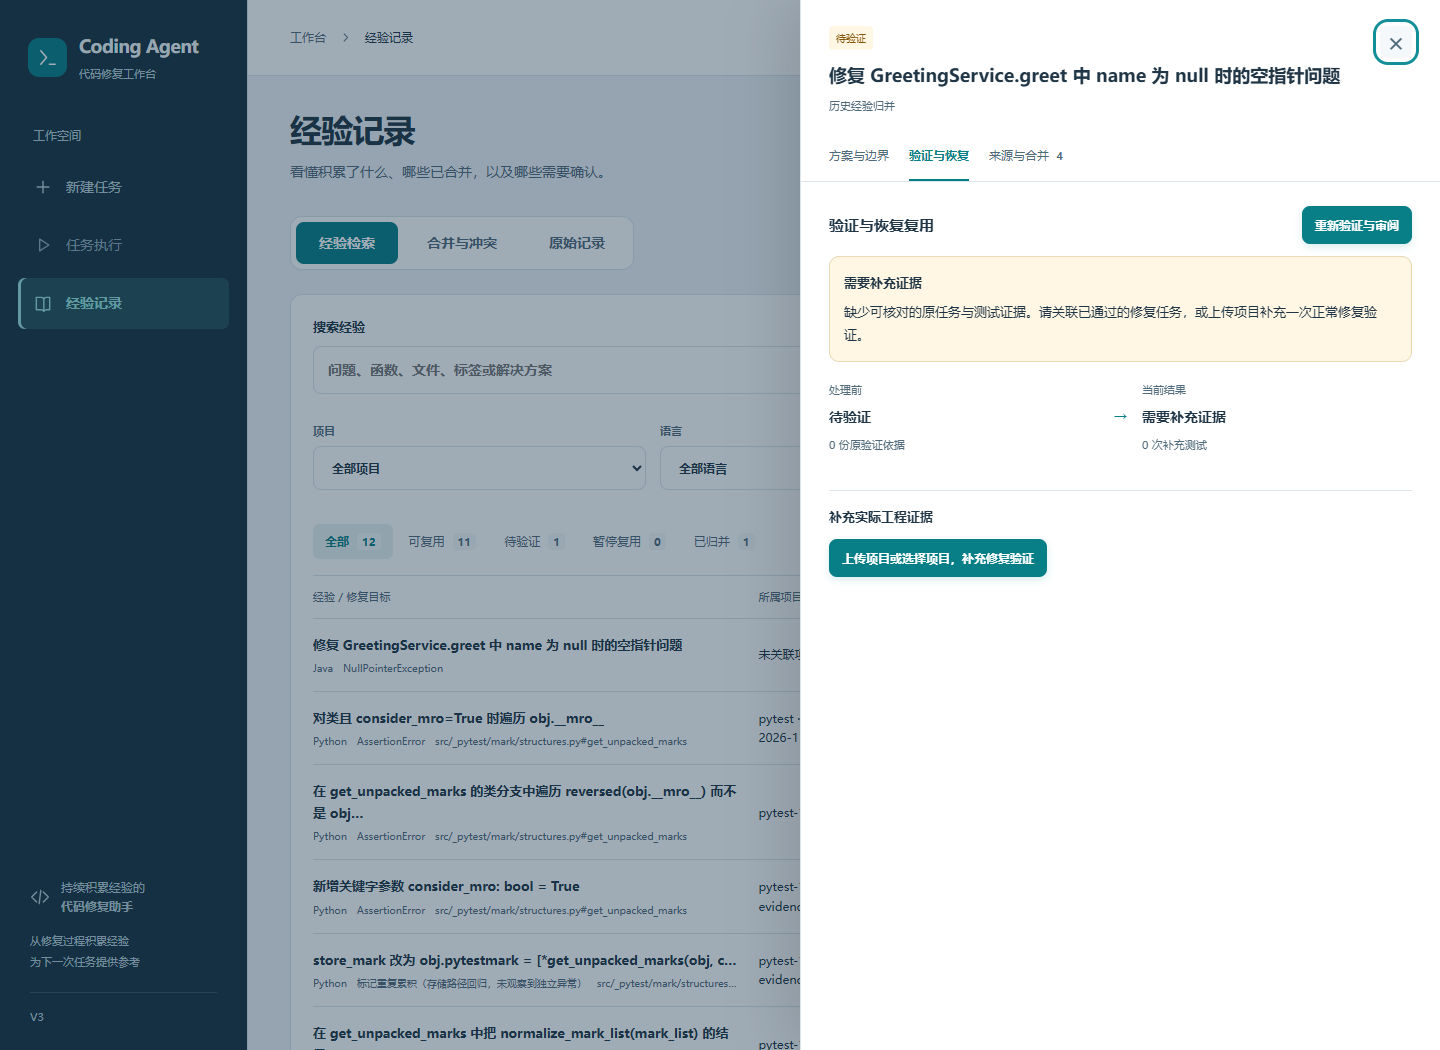 Coding Agent
代码修复工作台
工作空间
新建任务
任务执行
经验记录
持续积累经验的
代码修复助手
从修复过程积累经验
为下一次任务提供参考
V3
工作台 > 经验记录
经验记录
看懂积累了什么、哪些已合并，以及哪些需要确认。
经验检索 合并与冲突 原始记录
搜索经验
问题、函数、文件、标签或解决方案
项目 语言
全部项目 全部语言
全部 12 可复用 11 待验证 1 暂停复用 0 已归并 1
经验 / 修复目标 所属项目
修复 GreetingService.greet 中 name 为 null 时的空指针问题
Java NullPointerException
未关联项
对类且 consider_mro=True 时遍历 obj.__mro__
Python AssertionError src/_pytest/mark/structures.py#get_unpacked_marks
pytest
2026-1
在 get_unpacked_marks 的类分支中遍历 reversed(obj.__mro__) 而不
是 obj...
Python AssertionError src/_pytest/mark/structures.py#get_unpacked_marks
pytest-
新增关键字参数 consider_mro: bool = True
Python AssertionError src/_pytest/mark/structures.py#get_unpacked_marks
pytest-
evidenc
store_mark 改为 obj.pytestmark = [*get_unpacked_marks(obj, c...
Python 标记重复累积（存储路径回归，未观察到独立异常） src/_pytest/mark/structures...
pytest-
evidenc
在 get_unpacked_marks 中把 normalize_mark_list(mark_list) 的结
pytest-
待验证
修复 GreetingService.greet 中 name 为 null 时的空指针问题
历史经验归并
方案与边界 验证与恢复 来源与合并 4
验证与恢复复用
重新验证与审阅
需要补充证据
缺少可核对的原任务与测试证据。请关联已通过的修复任务，或上传项目补充一次正常修复验
证。
处理前 当前结果
待验证 → 需要补充证据
0 份原验证依据 0 次补充测试
补充实际工程证据
上传项目或选择项目，补充修复验证